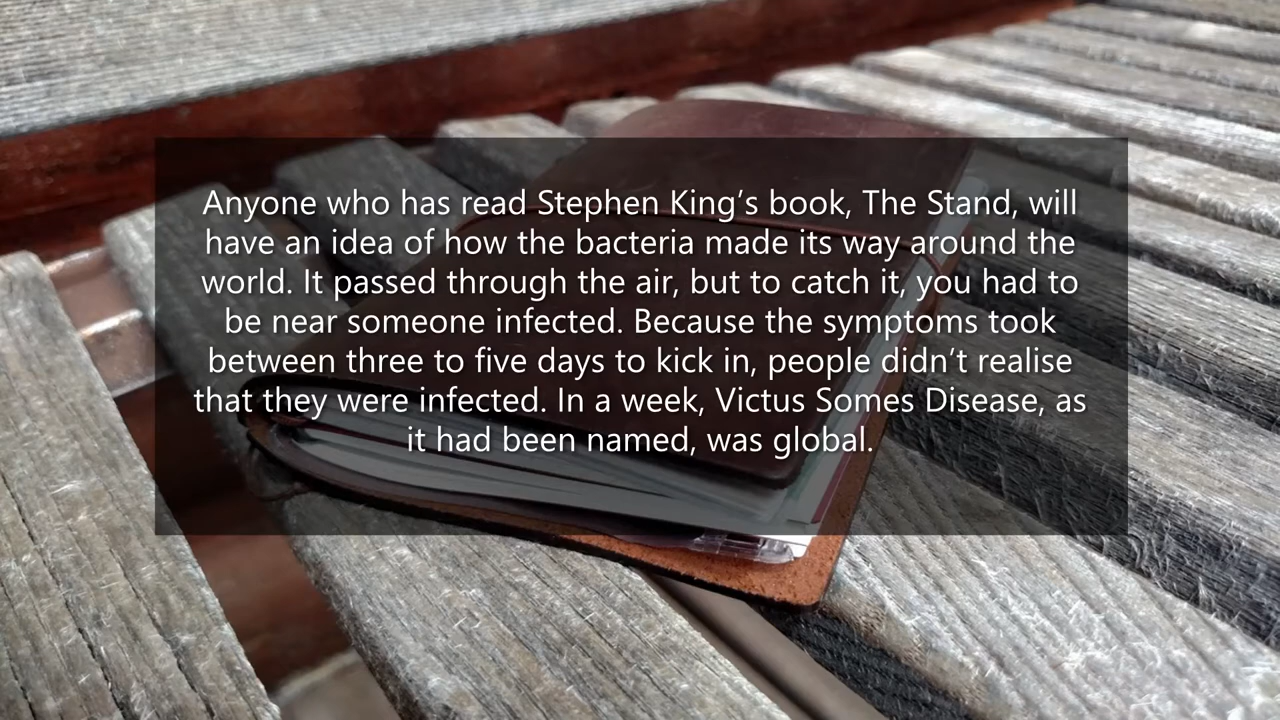 Anyone who has read Stephen King’s book, The Stand, will
have an idea of how the bacteria made its way around the
world. It passed through the air, but to catch it, you had to
be near someone infected. Because the symptoms took
between three to five days to kick in, people didn’t realise
that they were infected. In a week, Victus Somes Disease, as
it had been named, was global.